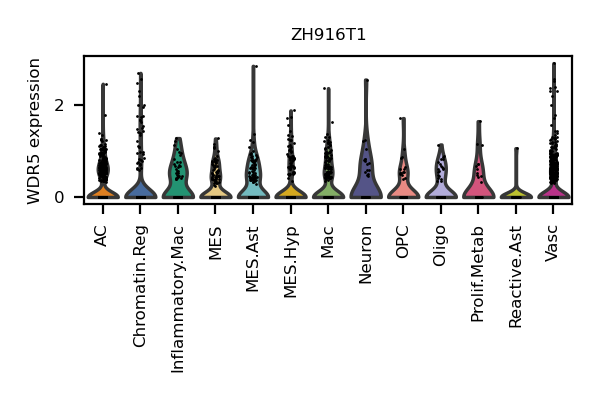 ZH916T1
WDR5 expression
2
0
AC
Chromatin.Reg
Inflammatory.Mac
MES
MES.Ast
MES.Hyp
Mac
Neuron
OPC
Oligo
Prolif.Metab
Reactive.Ast
Vasc